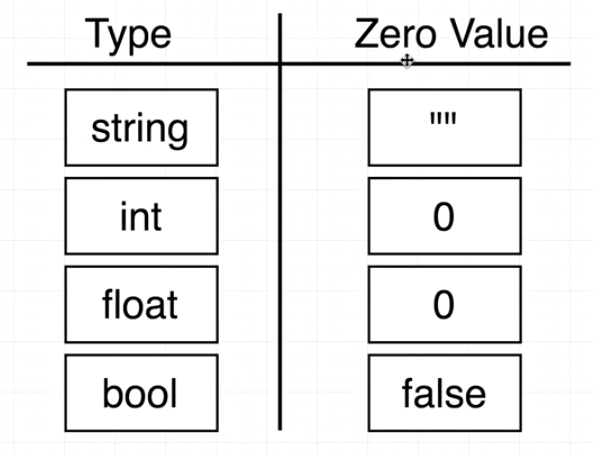 Type Zero Value
string ""
int 0
float 0
bool false